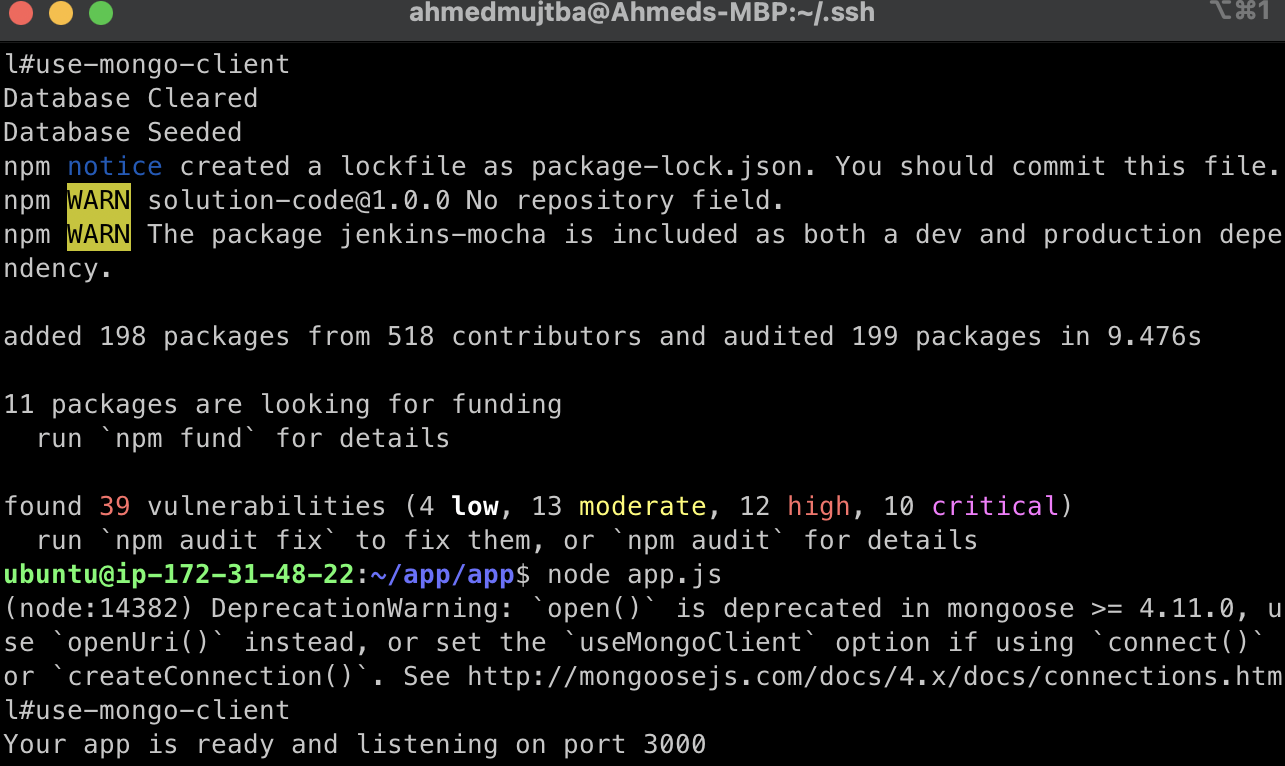 ahmedmujtba@Ahmeds-MBP:~/.ssh
⌥⌘1
l#use-mongo-client
Database Cleared
Database Seeded
npm notice created a lockfile as package-lock.json. You should commit this file.
npm WARN solution-code@1.0.0 No repository field.
npm WARN The package jenkins-mocha is included as both a dev and production depe
ndency.
added 198 packages from 518 contributors and audited 199 packages in 9.476s
11 packages are looking for funding
  run `npm fund` for details
found 39 vulnerabilities (4 low, 13 moderate, 12 high, 10 critical)
  run `npm audit fix` to fix them, or `npm audit` for details
ubuntu@ip-172-31-48-22:~/app/app$ node app.js
(node:14382) DeprecationWarning: `open()` is deprecated in mongoose >= 4.11.0, u
se `openUri()` instead, or set the `useMongoClient` option if using `connect()`
or `createConnection()`. See http://mongoosejs.com/docs/4.x/docs/connections.htm
l#use-mongo-client
Your app is ready and listening on port 3000